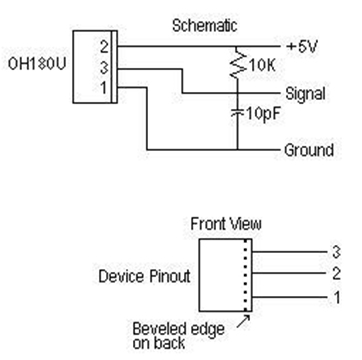 Schematic
OH180U
2
+5V
10K
3
Signal
1
10pF
Ground
Front View
Device Pinout
3
2
1
Beveled edge
on back